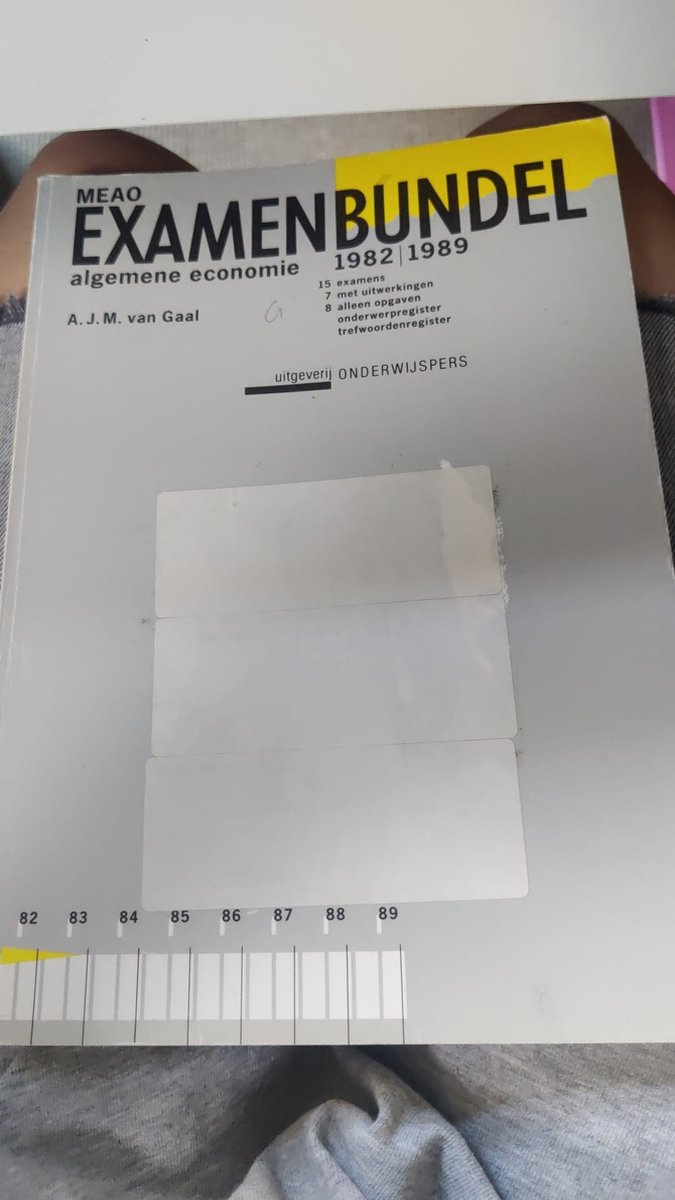 MEAO
EXAMENBUNDEL
algemene economie
1982|1989
A.J.M. van Gaal
15 examens
7 met uitwerkingen
8 alleen opgaven
onderwerpregister
trefwoordenregister
uitgeverij ONDERWIJSPERS
82 83 84 85 86 87 88 89